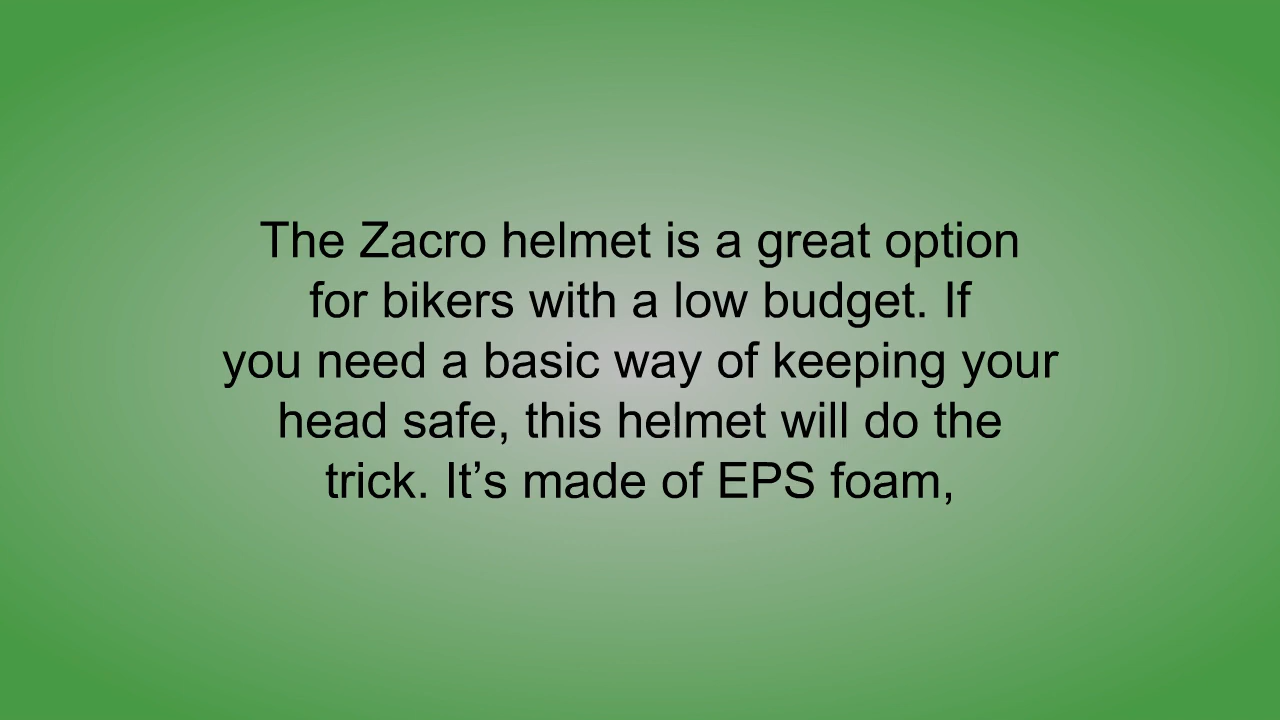 The Zacro helmet is a great option
for bikers with a low budget. If
you need a basic way of keeping your
head safe, this helmet will do the
trick. It’s made of EPS foam,